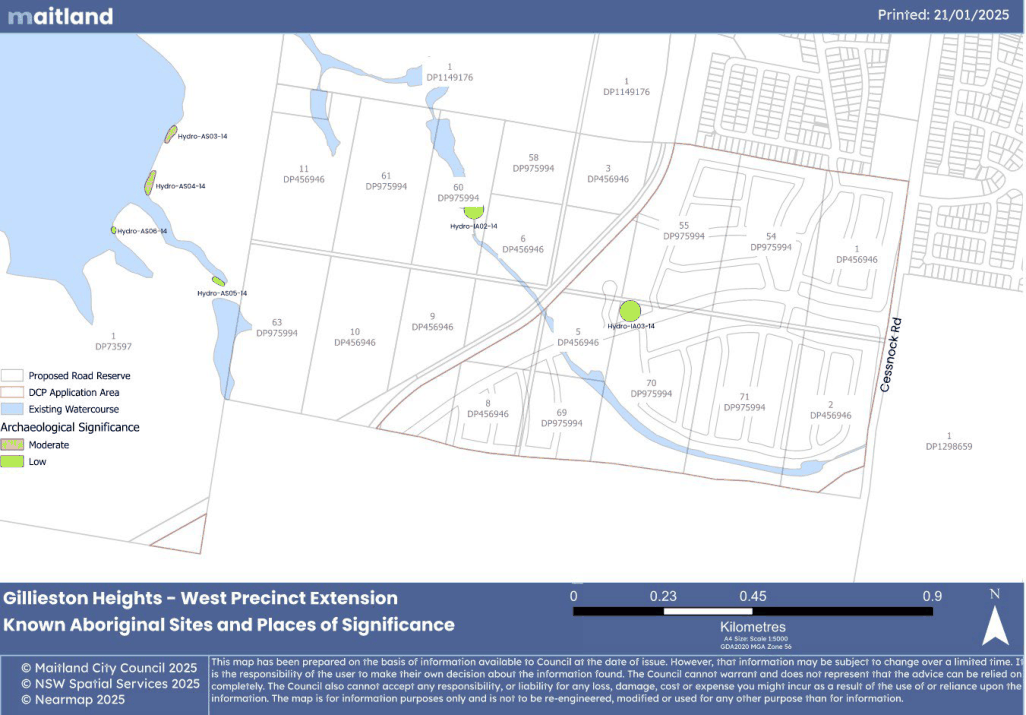 maitland
Printed: 21/01/2025
1
DP1149176
1
DP1149176
Hydro-AS03-14
58
DP975994
11
DP456946
61
DP975994
3
DP456946
Hydro-AS04-14
60
DP975994
Hydro-IA02-14
Hydro-AS06-14
55
DP975994
54
DP975994
6
DP456946
1
DP456946
Hydro-AS05-14
Hydro-IA03-14
63
DP975994
10
DP456946
9
DP456946
5
DP456946
1
DP73597
Cessnock Rd
70
DP975994
71
DP975994
8
DP456946
69
DP975994
2
DP456946
1
DP1298659
Proposed Road Reserve
DCP Application Area
Existing Watercourse
Archaeological Significance
Moderate
Low
Gillieston Heights - West Precinct Extension
Known Aboriginal Sites and Places of Significance
0 0.23 0.45 0.9
Kilometres
A4 Size: Scale 1:5000
GDA2020 MGA Zone 56
N
© Maitland City Council 2025
© NSW Spatial Services 2025
© Nearmap 2025
This map has been prepared on the basis of information available to Council at the date of issue. However, that information may be subject to change over a limited time. It
is the responsibility of the user to make their own decision about the information found. The Council cannot warrant and does not represent that the advice can be relied on
completely. The Council also cannot accept any responsibility, or liability for any loss, damage, cost or expense you might incur as a result of the use of or reliance upon the
information. The map is for information purposes only and is not to be re-engineered, modified or used for any other purpose than for information.